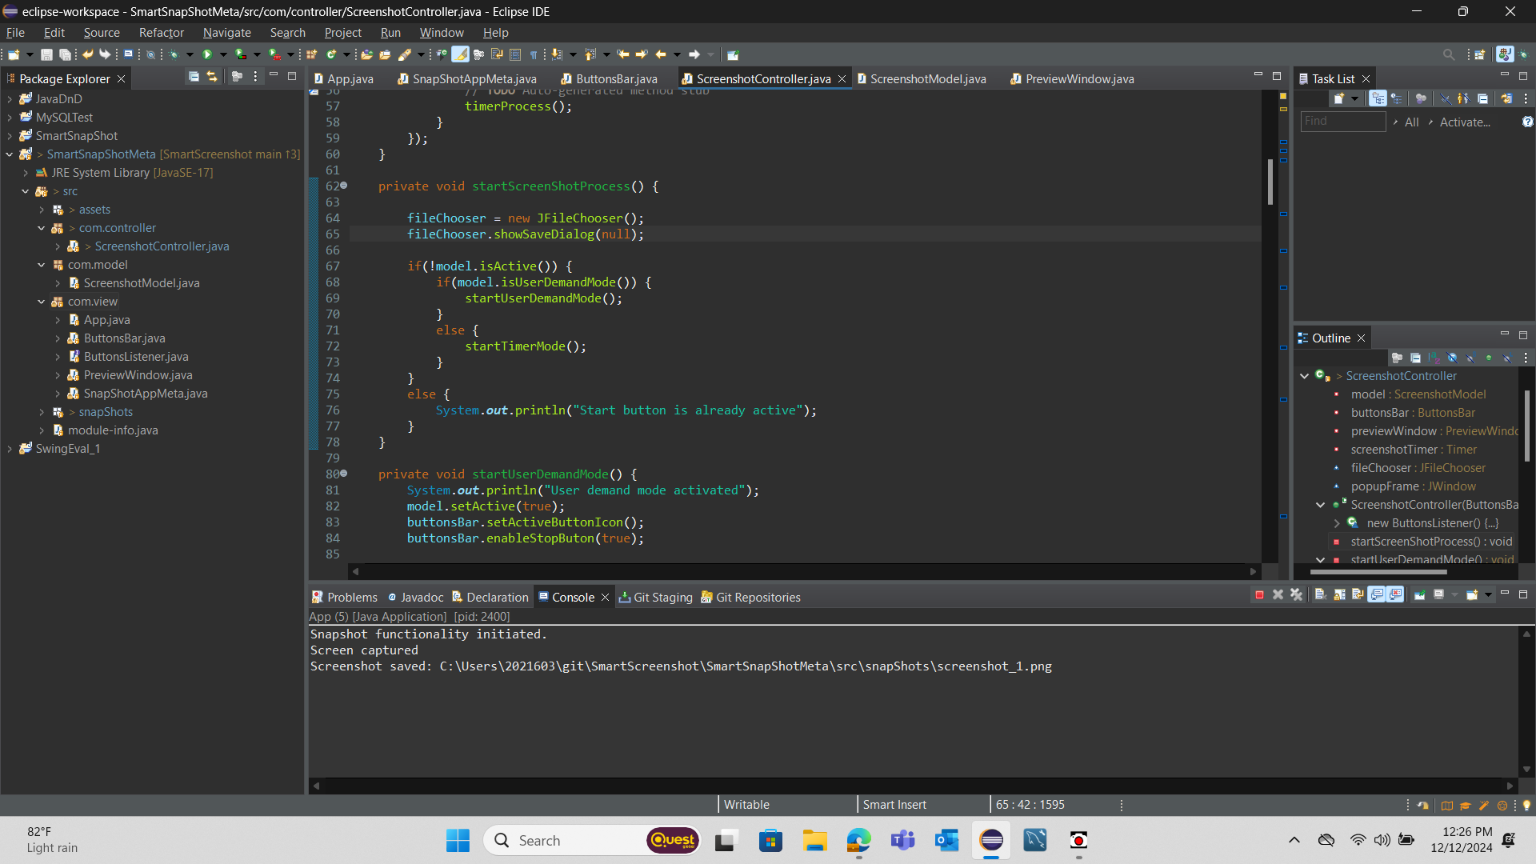 eclipse-workspace - SmartSnapShotMeta/src/com/controller/ScreenshotController.java - Eclipse IDE
File Edit Source Refactor Navigate Search Project Run Window Help
Package Explorer
App.java SnapShotAppMeta.java ButtonsBar.java ScreenshotController.java ScreenshotModel.java PreviewWindow.java
Task List
Find All Activate...
JavaDnD
MySQLTest
SmartSnapShot
> SmartSnapShotMeta [SmartScreenshot main ↑3]
JRE System Library [JavaSE-17]
> src
> assets
> com.controller
> ScreenshotController.java
com.model
ScreenshotModel.java
com.view
App.java
ButtonsBar.java
ButtonsListener.java
PreviewWindow.java
SnapShotAppMeta.java
> snapShots
module-info.java
SwingEval_1
56 // TODO Auto-generated method stub
57 timerProcess();
58 }
59 });
60 }
61
62 private void startScreenShotProcess() {
63
64 fileChooser = new JFileChooser();
65 fileChooser.showSaveDialog(null);
66
67 if(!model.isActive()) {
68 if(model.isUserDemandMode()) {
69 startUserDemandMode();
70 }
71 else {
72 startTimerMode();
73 }
74 }
75 else {
76 System.out.println("Start button is already active");
77 }
78 }
79
80 private void startUserDemandMode() {
81 System.out.println("User demand mode activated");
82 model.setActive(true);
83 buttonsBar.setActiveButtonIcon();
84 buttonsBar.enableStopButon(true);
85
Outline
> ScreenshotController
model : ScreenshotModel
buttonsBar : ButtonsBar
previewWindow : PreviewWindo
screenshotTimer : Timer
fileChooser : JFileChooser
popupFrame : JWindow
ScreenshotController(ButtonsBa
new ButtonsListener() {...}
startScreenShotProcess() : void
startUserDemandMode() : void
Problems Javadoc Declaration Console Git Staging Git Repositories
App (5) [Java Application] [pid: 2400]
Snapshot functionality initiated.
Screen captured
Screenshot saved: C:\Users\2021603\git\SmartScreenshot\SmartSnapShotMeta\src\snapShots\screenshot_1.png
Writable Smart Insert 65 : 42 : 1595
82°F
Light rain
Search
Quest
12:26 PM
12/12/2024